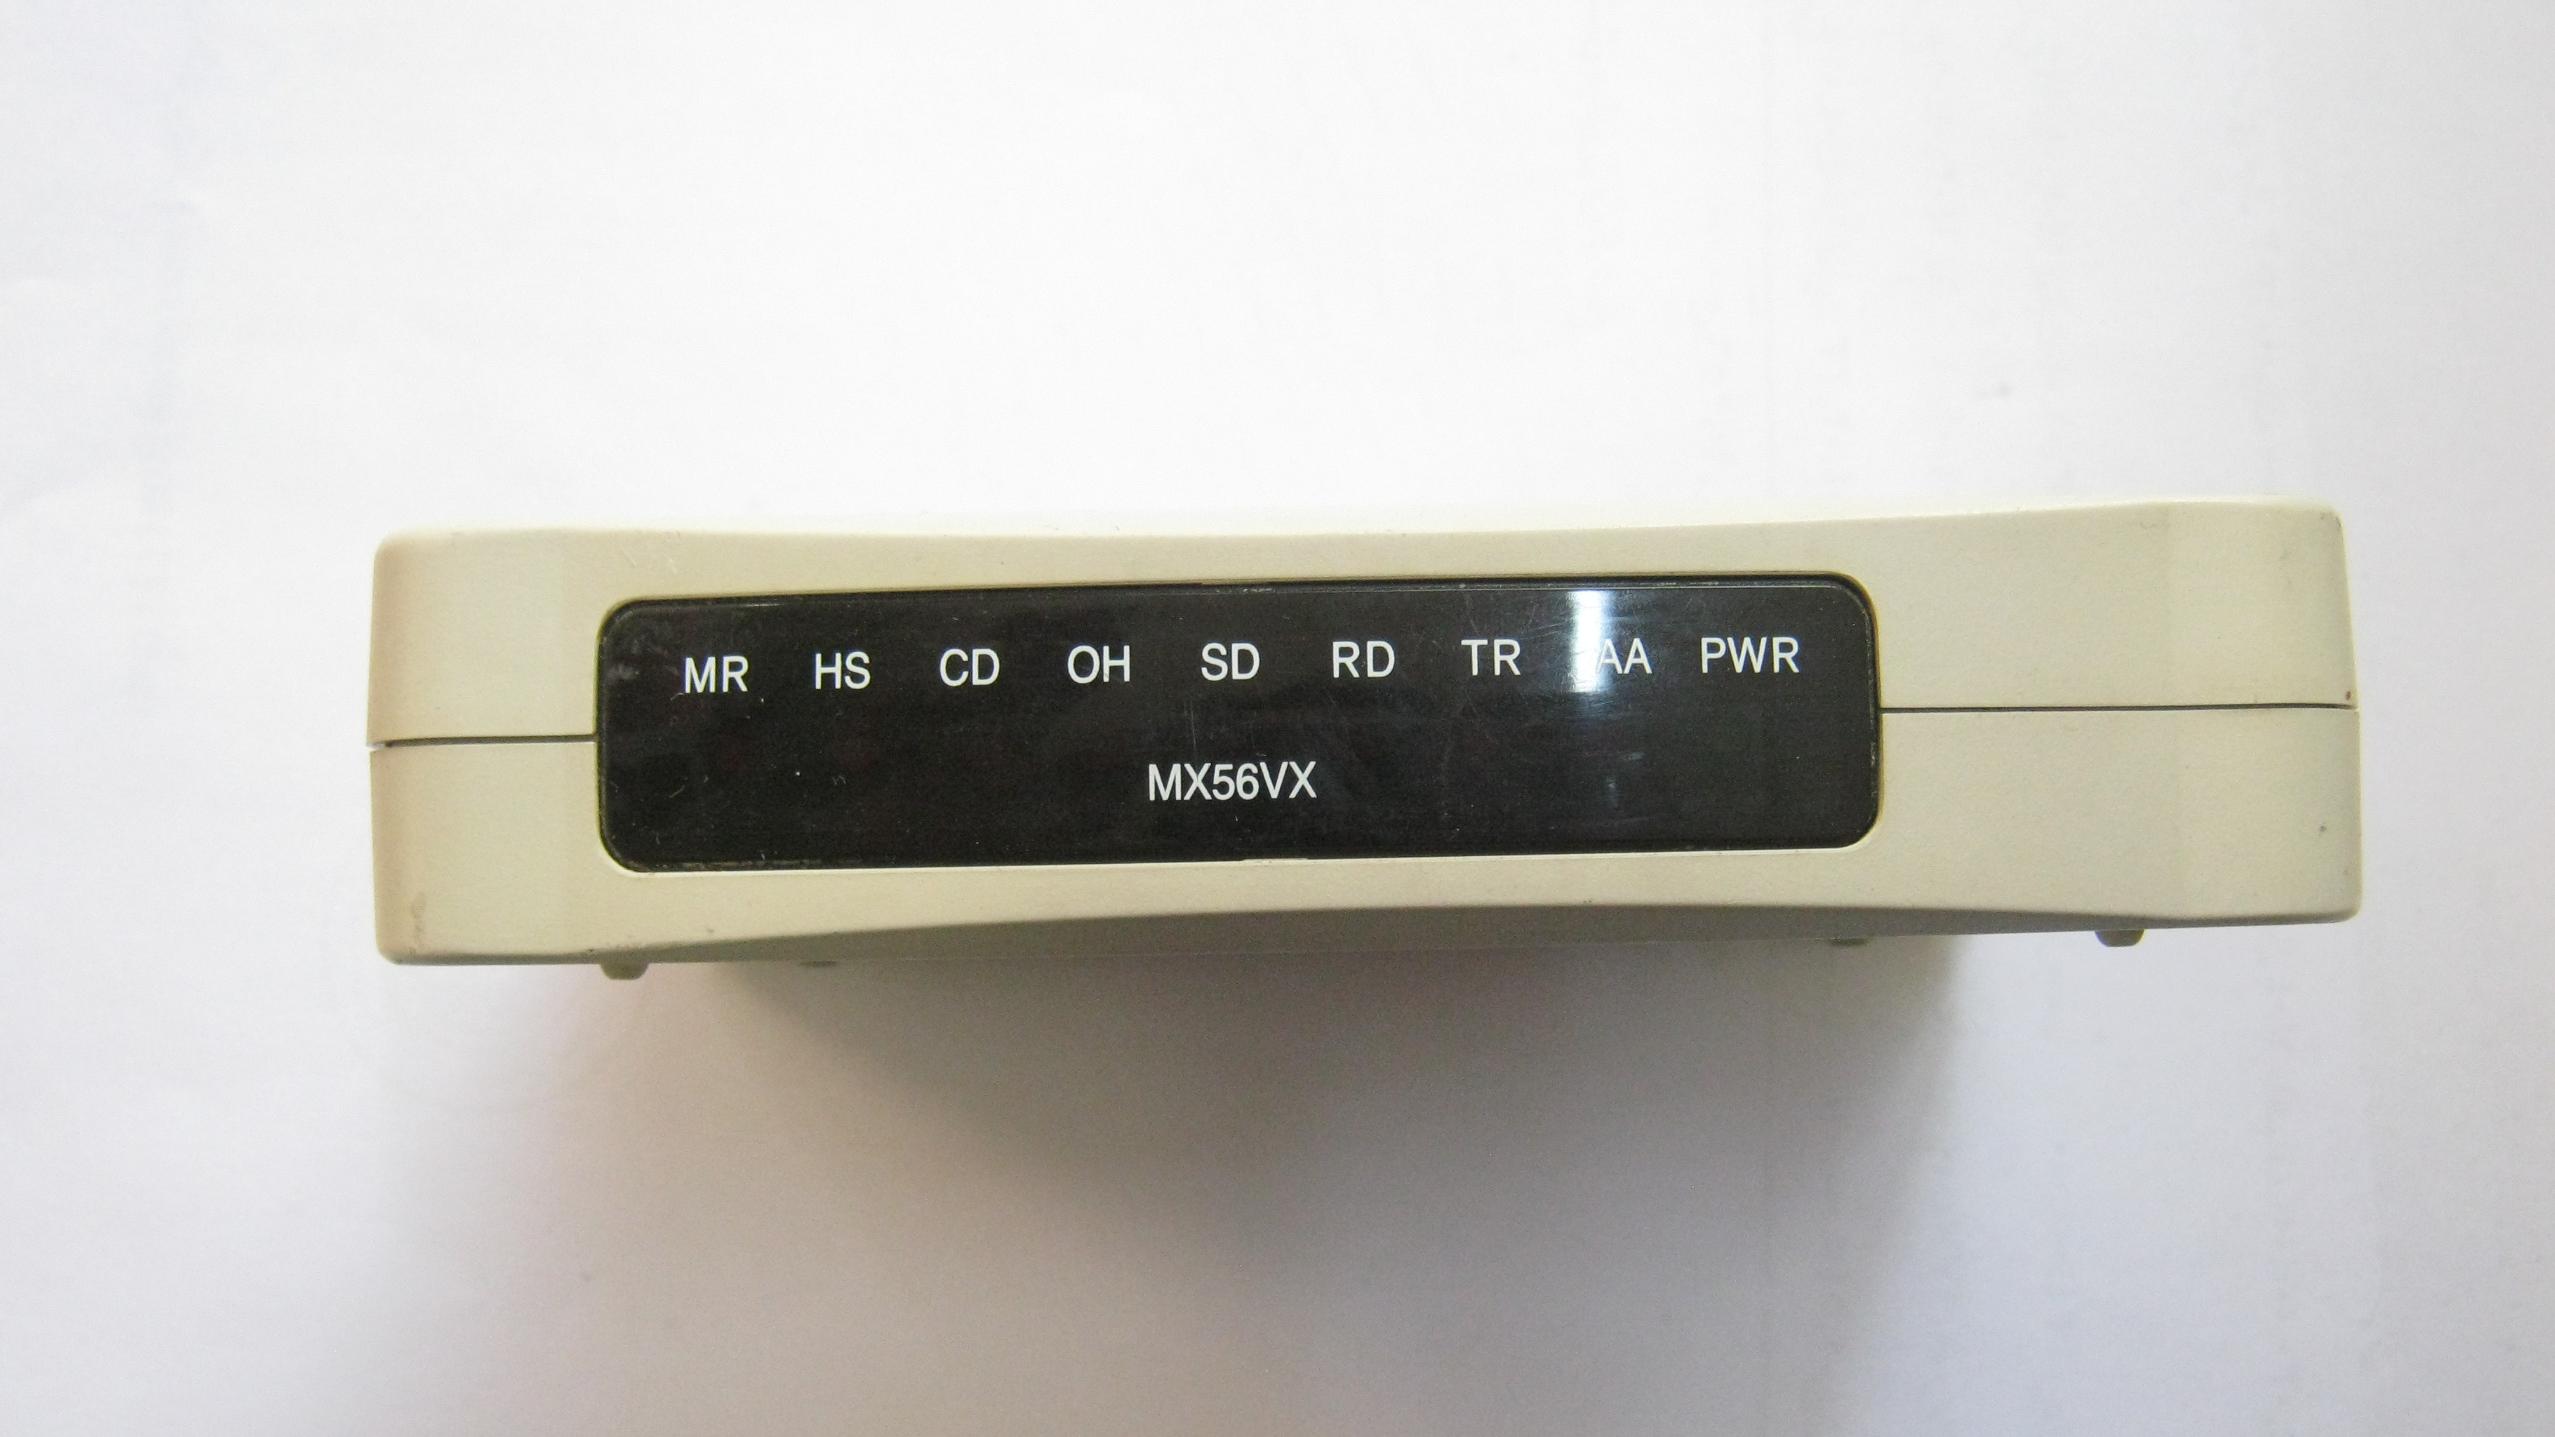 MR HS CD OH SD RD TR AA PWR
MX56VX